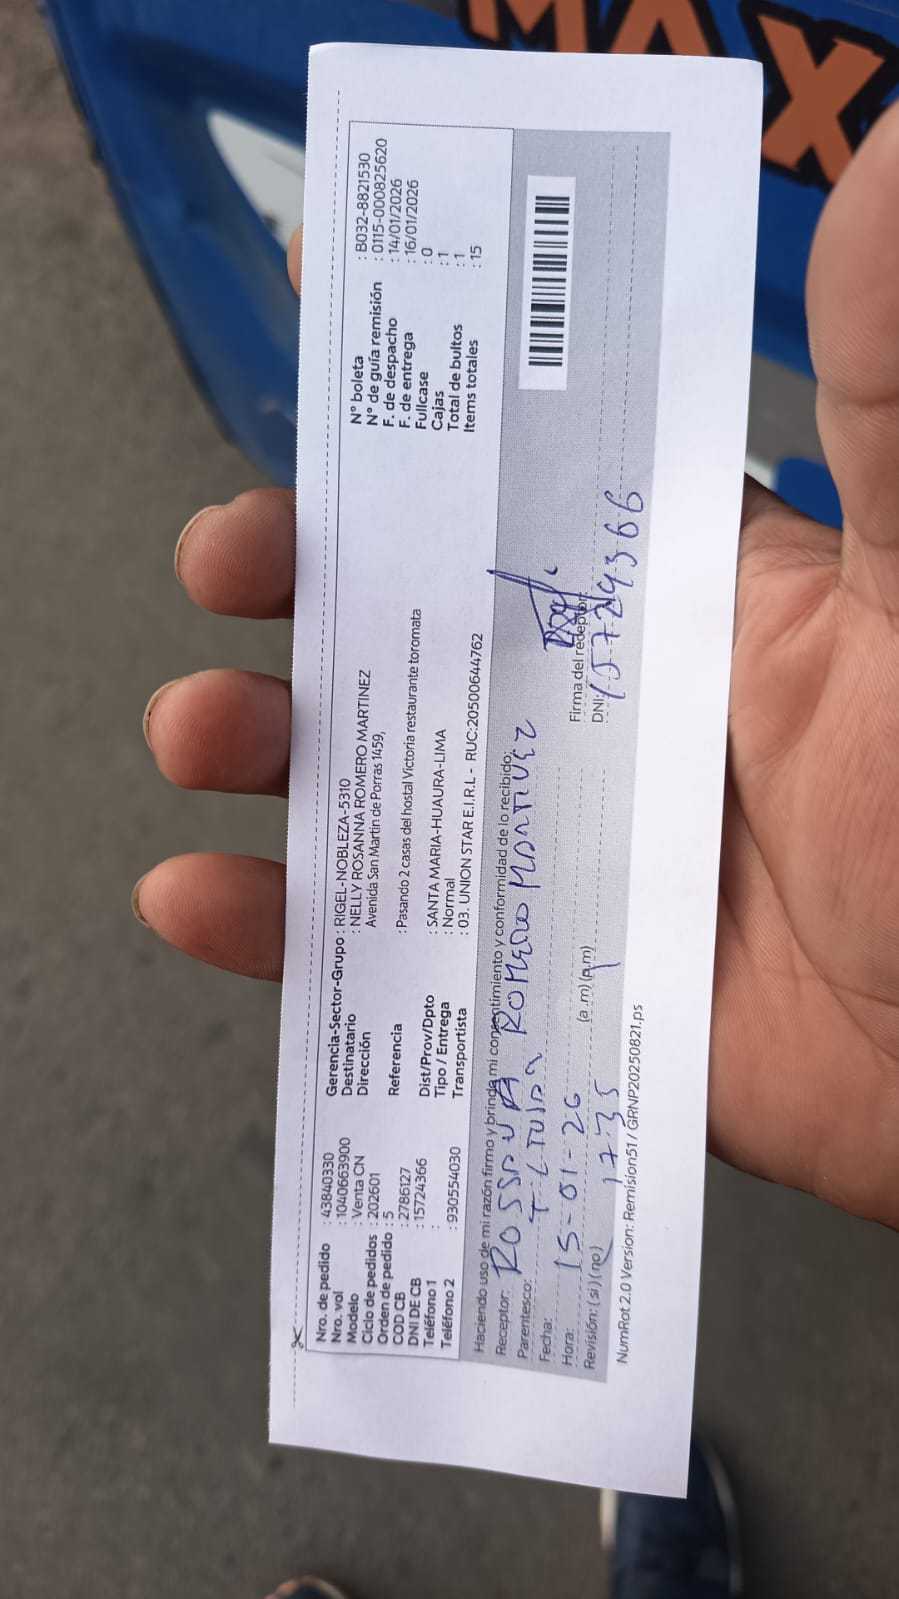 MAX
Nro. de pedido : 43840330
Nro. vol : 1040663900
Modelo : Venta CN
Ciclo de pedidos : 202601
Orden de pedido : 5
COD CB : 2786127
DNI DE CB : 15724366
Teléfono 1 :
Teléfono 2 : 930554030
Gerencia-Sector-Grupo : RIGEL-NOBLEZA-5310
Destinatario : NELLY ROSANNA ROMERO MARTINEZ
Dirección Avenida San Martin de Porras 1459,
Referencia : Pasando 2 casas del hostal Victoria restaurante toromata
Dist/Prov/Dpto : SANTA MARIA-HUAURA-LIMA
Tipo / Entrega : Normal
Transportista : 03. UNION STAR E.I.R.L - RUC:20500644762
N° boleta : B032-8821530
N° de guía remisión : 0115-000825620
F. de despacho : 14/01/2026
F. de entrega : 16/01/2026
Fullcase : 0
Cajas : 1
Total de bultos : 1
Items totales : 15
Haciendo uso de mi razón firmo y brindo mi consentimiento y conformidad de lo recibido:
Receptor: ROSSANA ROMERO MARTINEZ
Parentesco: Titular
Fecha: 15-01-26
Hora: 17:35 (a .m) (p.m)
Revisión: (si) (no)
Firma del receptor:
DNI: 15724366
NumRot 2.0 Version: Remision51 / GRNP20250821.ps